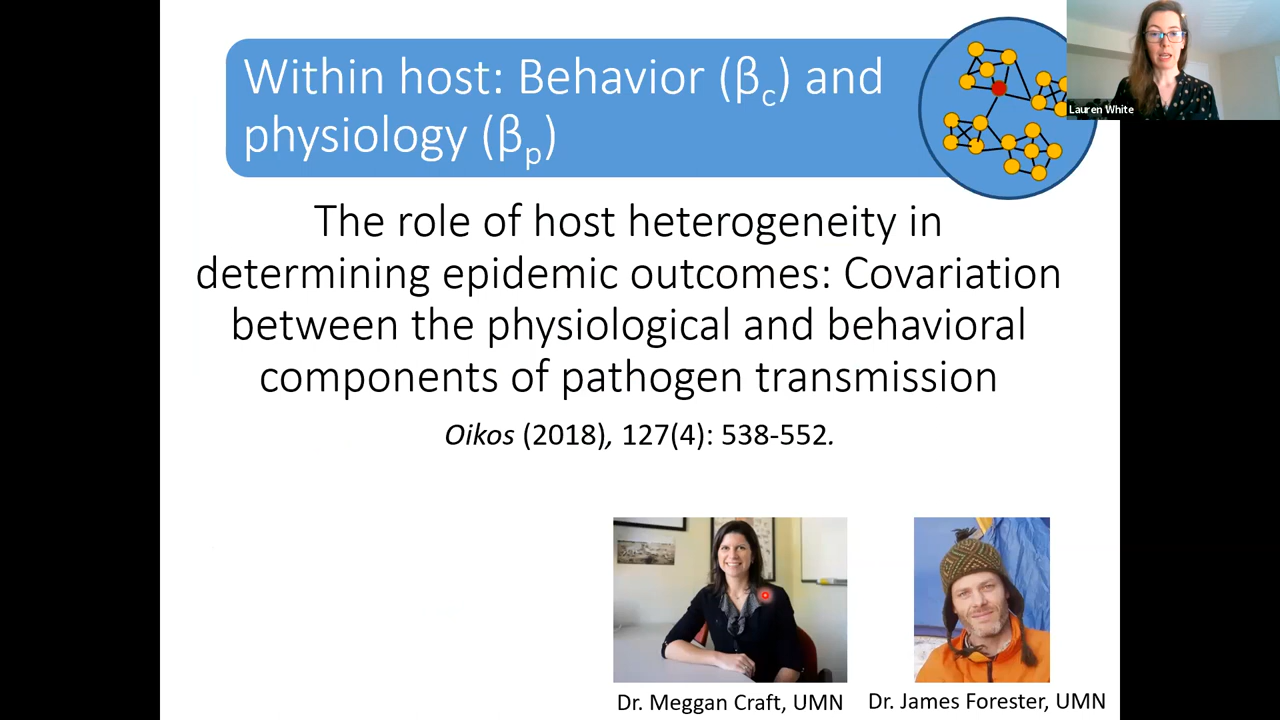 Within host: Behavior (βc) and
physiology (βp)
Lauren White
The role of host heterogeneity in
determining epidemic outcomes: Covariation
between the physiological and behavioral
components of pathogen transmission
Oikos (2018), 127(4): 538-552.
Dr. Meggan Craft, UMN
Dr. James Forester, UMN